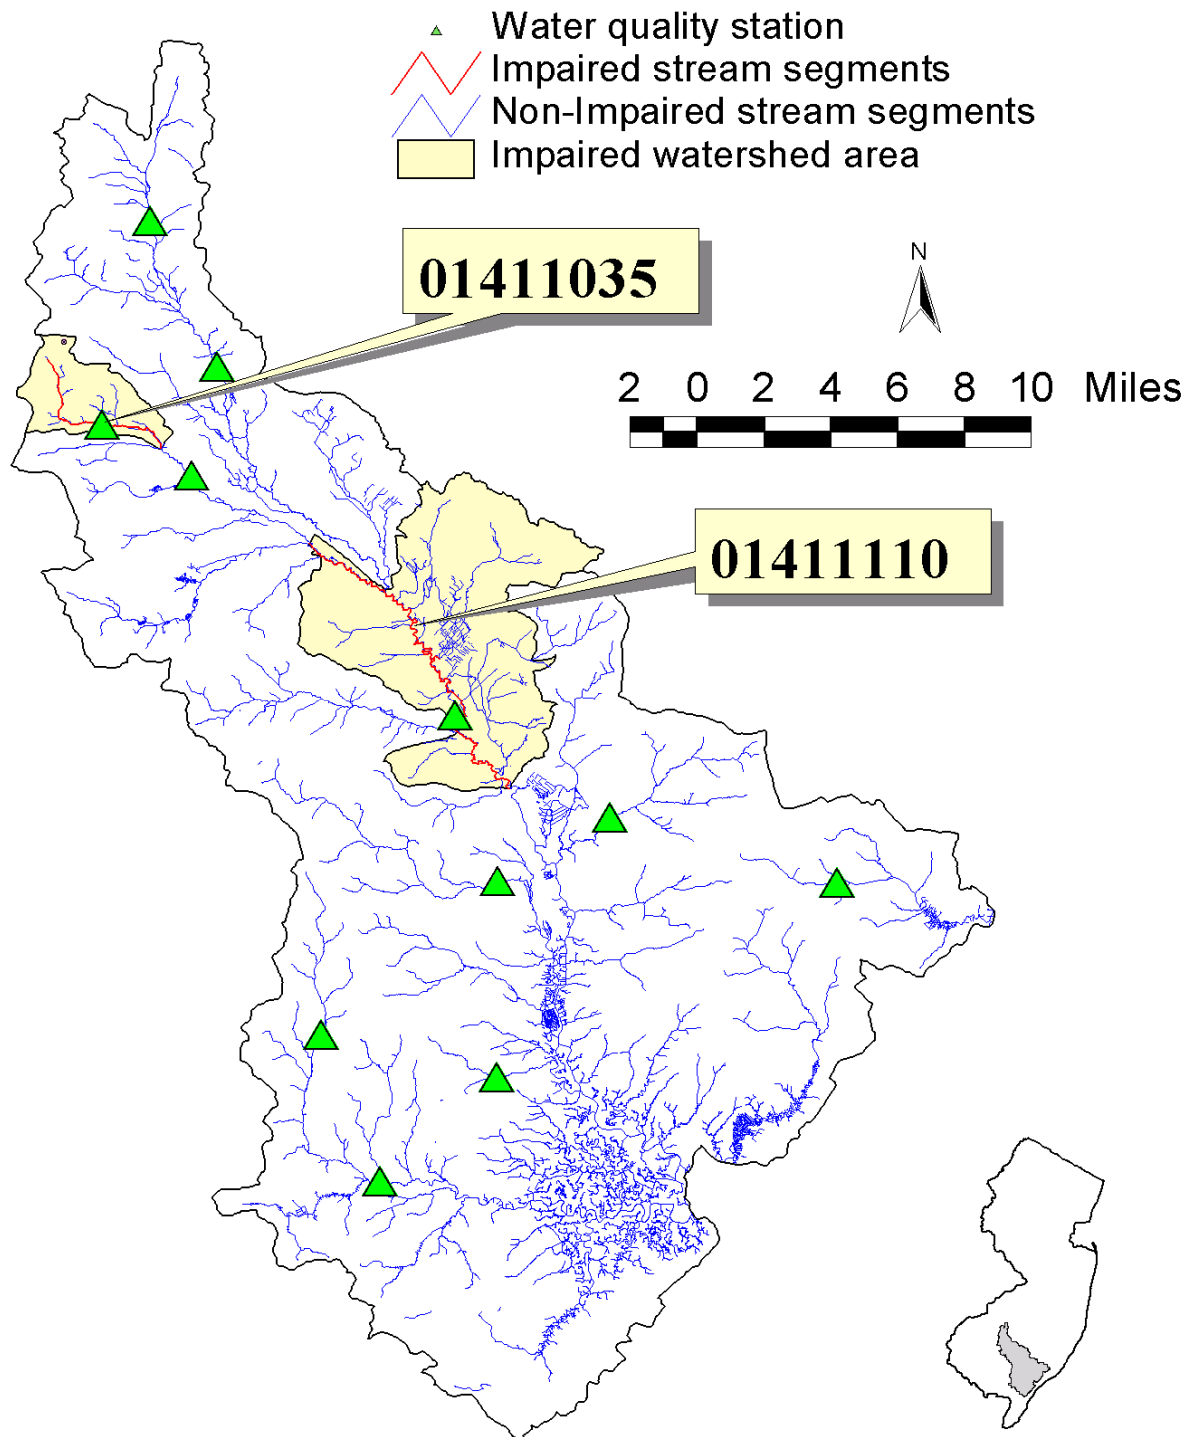 Water quality station
Impaired stream segments
Non-Impaired stream segments
Impaired watershed area
01411035
N
2 0 2 4 6 8 10 Miles
01411110